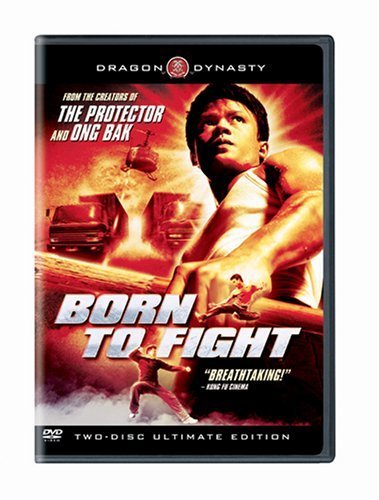 DRAGON DYNASTY
FROM THE CREATORS OF
THE PROTECTOR
AND ONG BAK
BORN
TO FIGHT
"BREATHTAKING!"
– KUNG FU CINEMA
DVD
VIDEO
TWO-DISC ULTIMATE EDITION